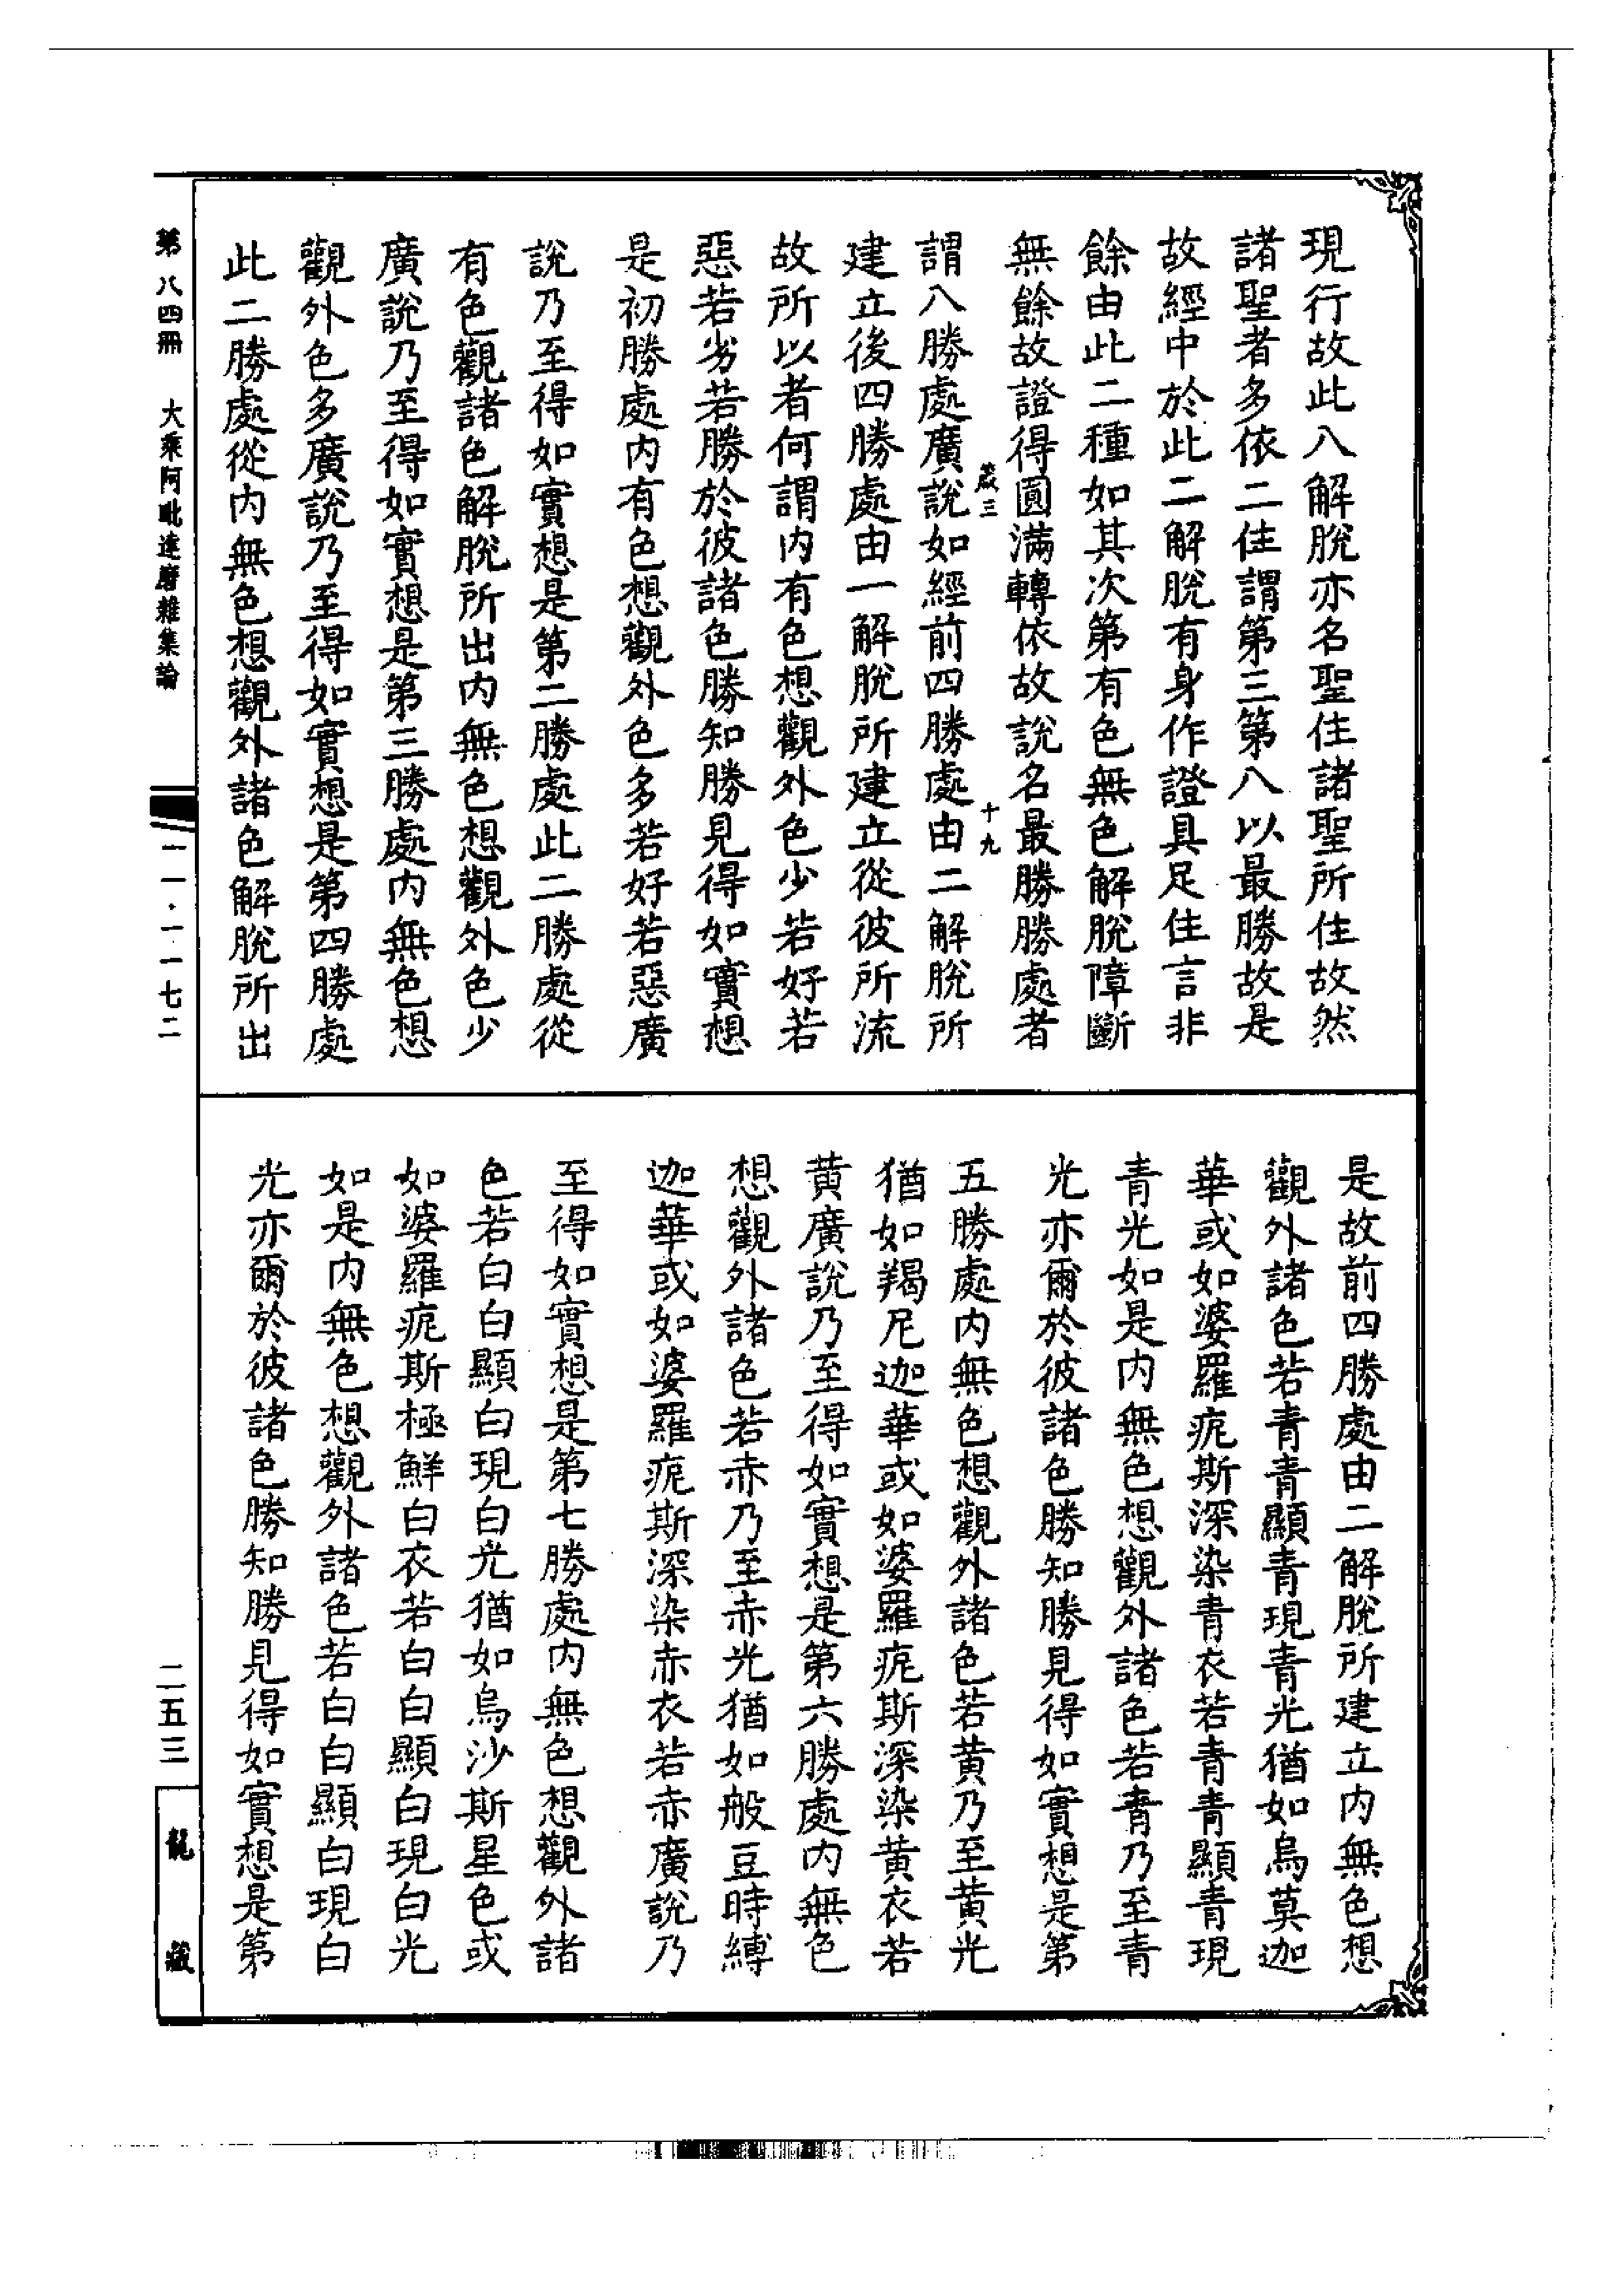 現行故此八解脫亦名聖住諸聖所住故然
諸聖者多依二住謂第三第八以最勝故是
故經中於此二解脫有身作證具足住言非
餘由此二種如其次第有色無色解脫障斷
無餘故證得圓滿轉依故說名最勝勝處者
箴三 十九
謂八勝處廣說如經前四勝處由二解脫所
建立後四勝處由一解脫所建立從彼所流
故所以者何謂內有色想觀外色少若好若
惡若劣若勝於彼諸色勝知勝見得如實想
是初勝處內有色想觀外色多若好若惡廣
說乃至得如實想是第二勝處此二勝處從
有色觀諸色解脫所出內無色想觀外色少
廣說乃至得如實想是第三勝處內無色想
觀外色多廣說乃至得如實想是第四勝處
此二勝處從內無色想觀外諸色解脫所出
是故前四勝處由二解脫所建立內無色想
觀外諸色若青青顯青現青光猶如烏莫迦
華或如婆羅痆斯深染青衣若青青顯青現
青光如是內無色想觀外諸色若青乃至青
光亦爾於彼諸色勝知勝見得如實想是第
五勝處內無色想觀外諸色若黃乃至黃光
猶如羯尼迦華或如婆羅痆斯深染黃衣若
黃廣說乃至得如實想是第六勝處內無色
想觀外諸色若赤乃至赤光猶如般豆時縛
迦華或如婆羅痆斯深染赤衣若赤廣說乃
至得如實想是第七勝處內無色想觀外諸
色若白白顯白現白光猶如烏沙斯星色或
如婆羅痆斯極鮮白衣若白白顯白現白光
如是內無色想觀外諸色若白白顯白現白
光亦爾於彼諸色勝知勝見得如實想是第
第八四冊 大乘阿毗達磨雜集論
一一·一一七二
二五三
龍藏